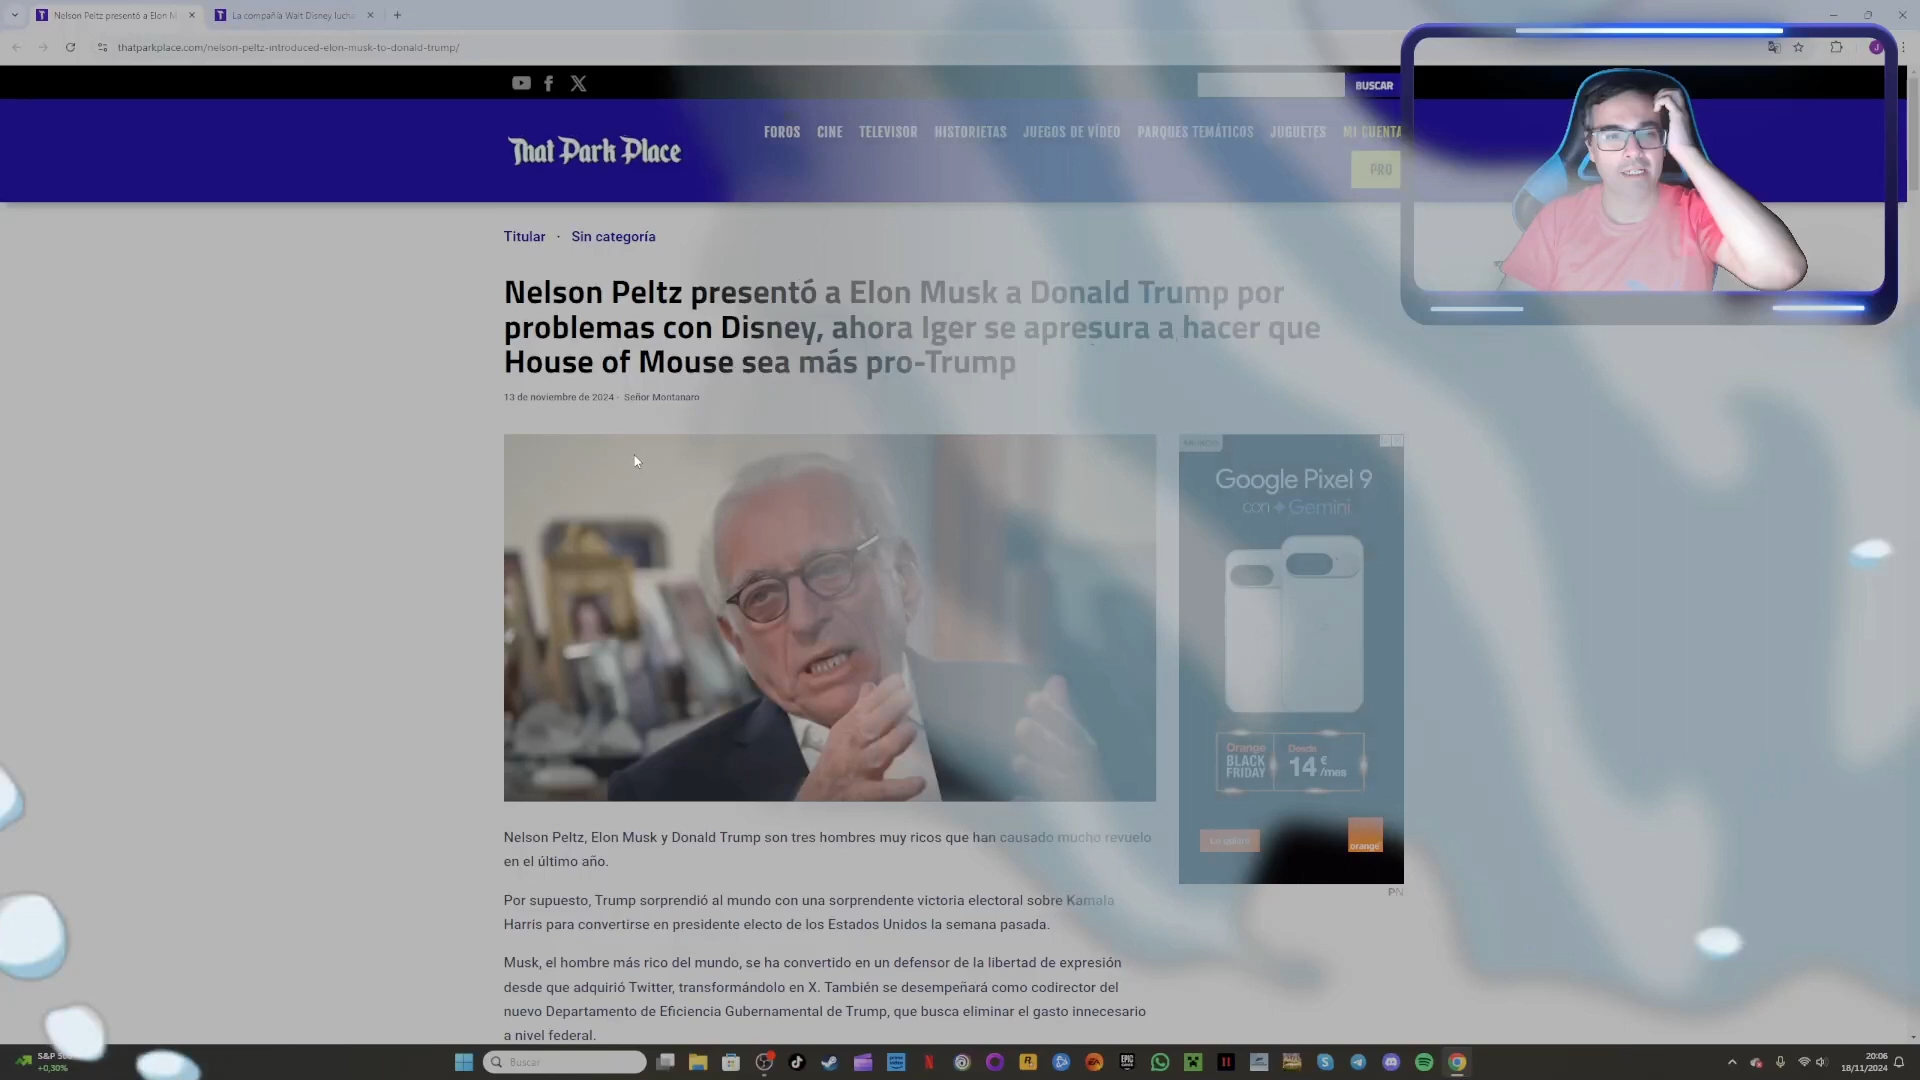 Nelson Peltz presentó a Elon M
La compañía Walt Disney lucha
thatparkplace.com/nelson-peltz-introduced-elon-musk-to-donald-trump/
BUSCAR
That Park Place
FOROS CINE TELEVISOR HISTORIETAS JUEGOS DE VÍDEO PARQUES TEMÁTICOS JUGUETES MI CUENTA
PRO
Titular · Sin categoría
Nelson Peltz presentó a Elon Musk a Donald Trump por
problemas con Disney, ahora Iger se apresura a hacer que
House of Mouse sea más pro-Trump
13 de noviembre de 2024 - Señor Montanaro
Google Pixel 9
con Gemini
Orange
BLACK
FRIDAY
Desde
14 €/mes
orange
PN
Nelson Peltz, Elon Musk y Donald Trump son tres hombres muy ricos que han causado mucho revuelo
en el último año.
Por supuesto, Trump sorprendió al mundo con una sorprendente victoria electoral sobre Kamala
Harris para convertirse en presidente electo de los Estados Unidos la semana pasada.
Musk, el hombre más rico del mundo, se ha convertido en un defensor de la libertad de expresión
desde que adquirió Twitter, transformándolo en X. También se desempeñará como codirector del
nuevo Departamento de Eficiencia Gubernamental de Trump, que busca eliminar el gasto innecesario
a nivel federal.
S&P
+0,30%
Buscar
20:06
18/11/2024